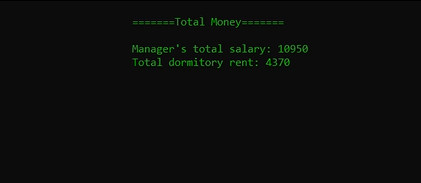 =======Total Money=======
Manager's total salary: 10950
Total dormitory rent: 4370